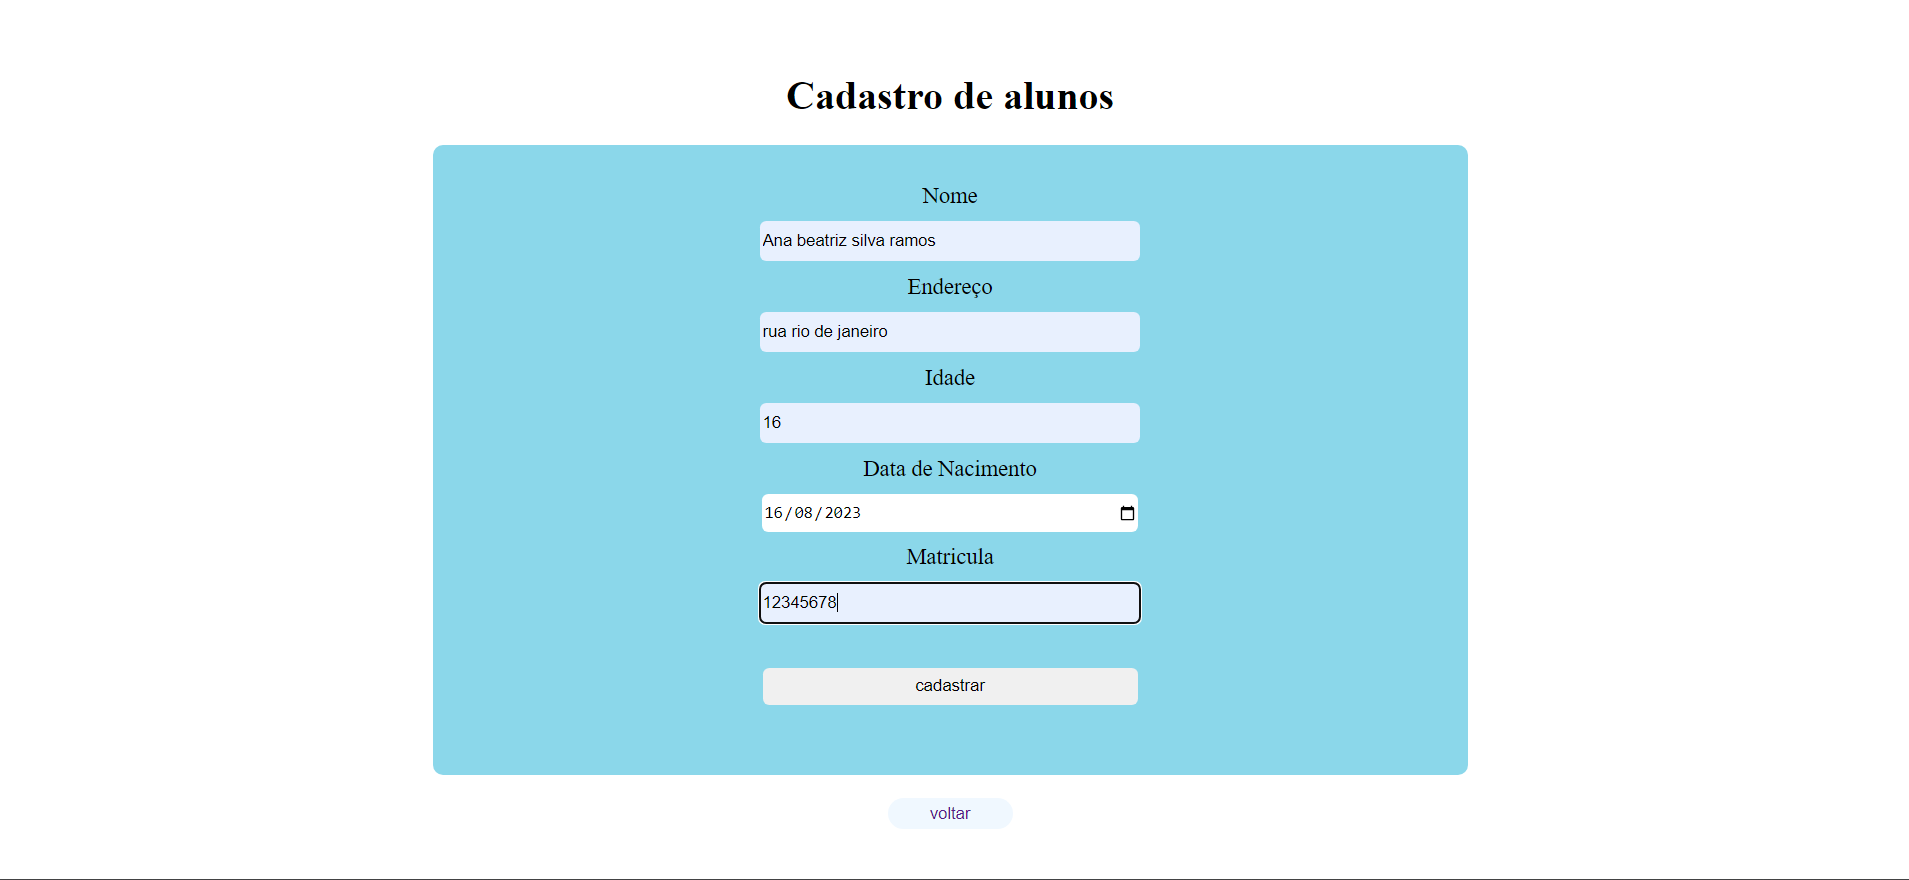 Cadastro de alunos
Nome
Ana beatriz silva ramos
Endereço
rua rio de janeiro
Idade
16
Data de Nacimento
16/08/2023
Matricula
12345678
cadastrar
voltar